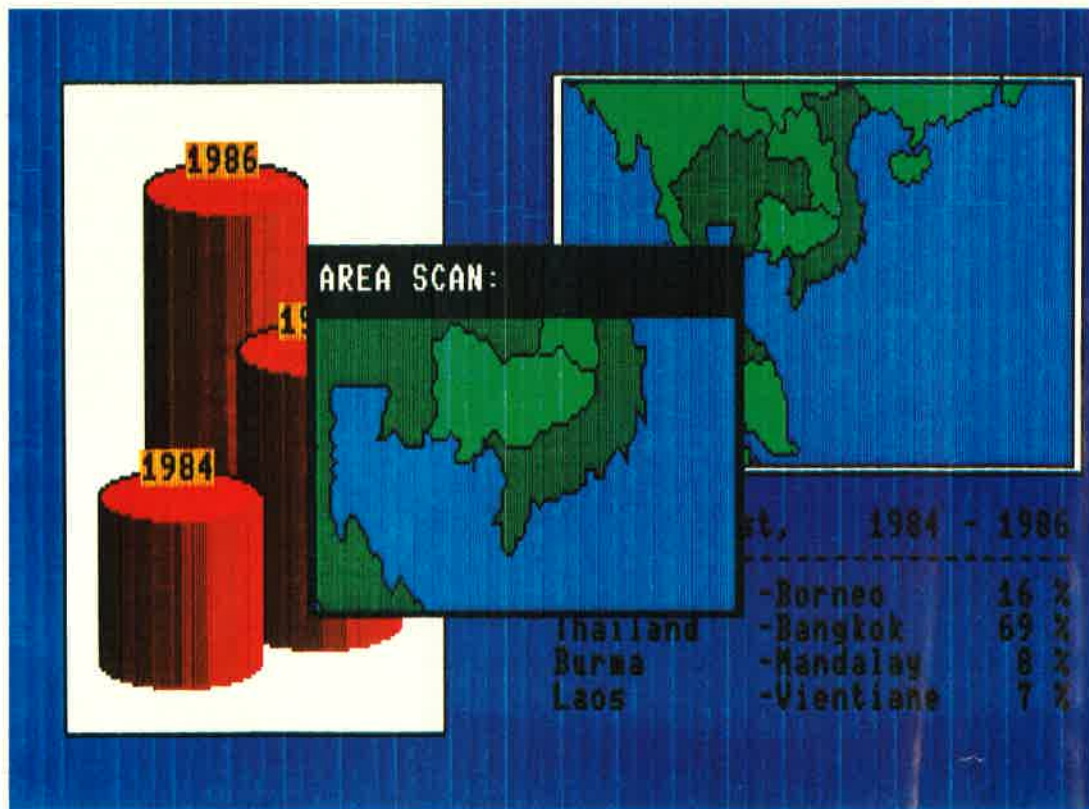 1986
1984
AREA SCAN:
1984 - 1986
-Borneo 16 %
Thailand -Bangkok 69 %
Burma -Mandalay 8 %
Laos -Vientiane 7 %